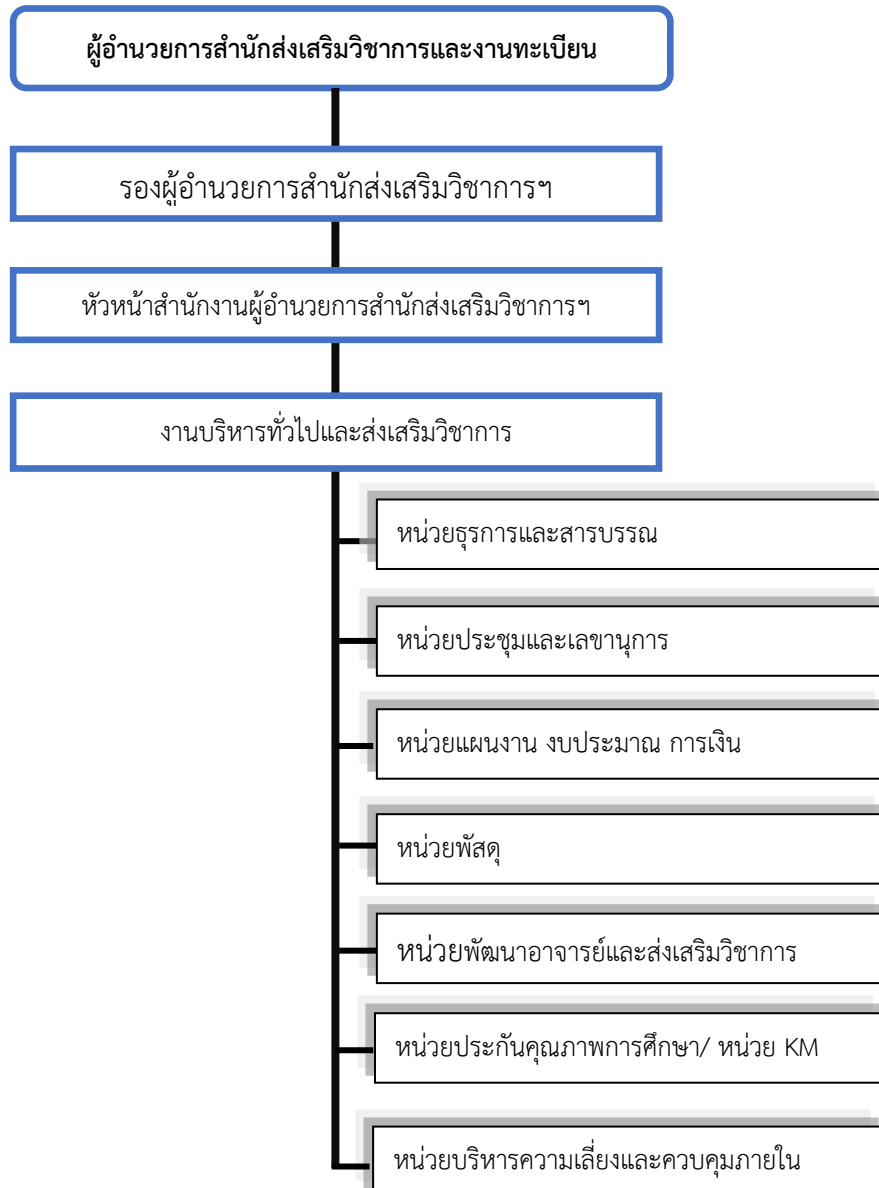 ผู้อำนวยการสำนักส่งเสริมวิชาการและงานทะเบียน
รองผู้อำนวยการสำนักส่งเสริมวิชาการฯ
หัวหน้าสำนักงานผู้อำนวยการสำนักส่งเสริมวิชาการฯ
งานบริหารทั่วไปและส่งเสริมวิชาการ
หน่วยธุรการและสารบรรณ
หน่วยประชุมและเลขานุการ
หน่วยแผนงาน งบประมาณ การเงิน
หน่วยพัสดุ
หน่วยพัฒนาอาจารย์และส่งเสริมวิชาการ
หน่วยประกันคุณภาพการศึกษา/ หน่วย KM
หน่วยบริหารความเสี่ยงและควบคุมภายใน